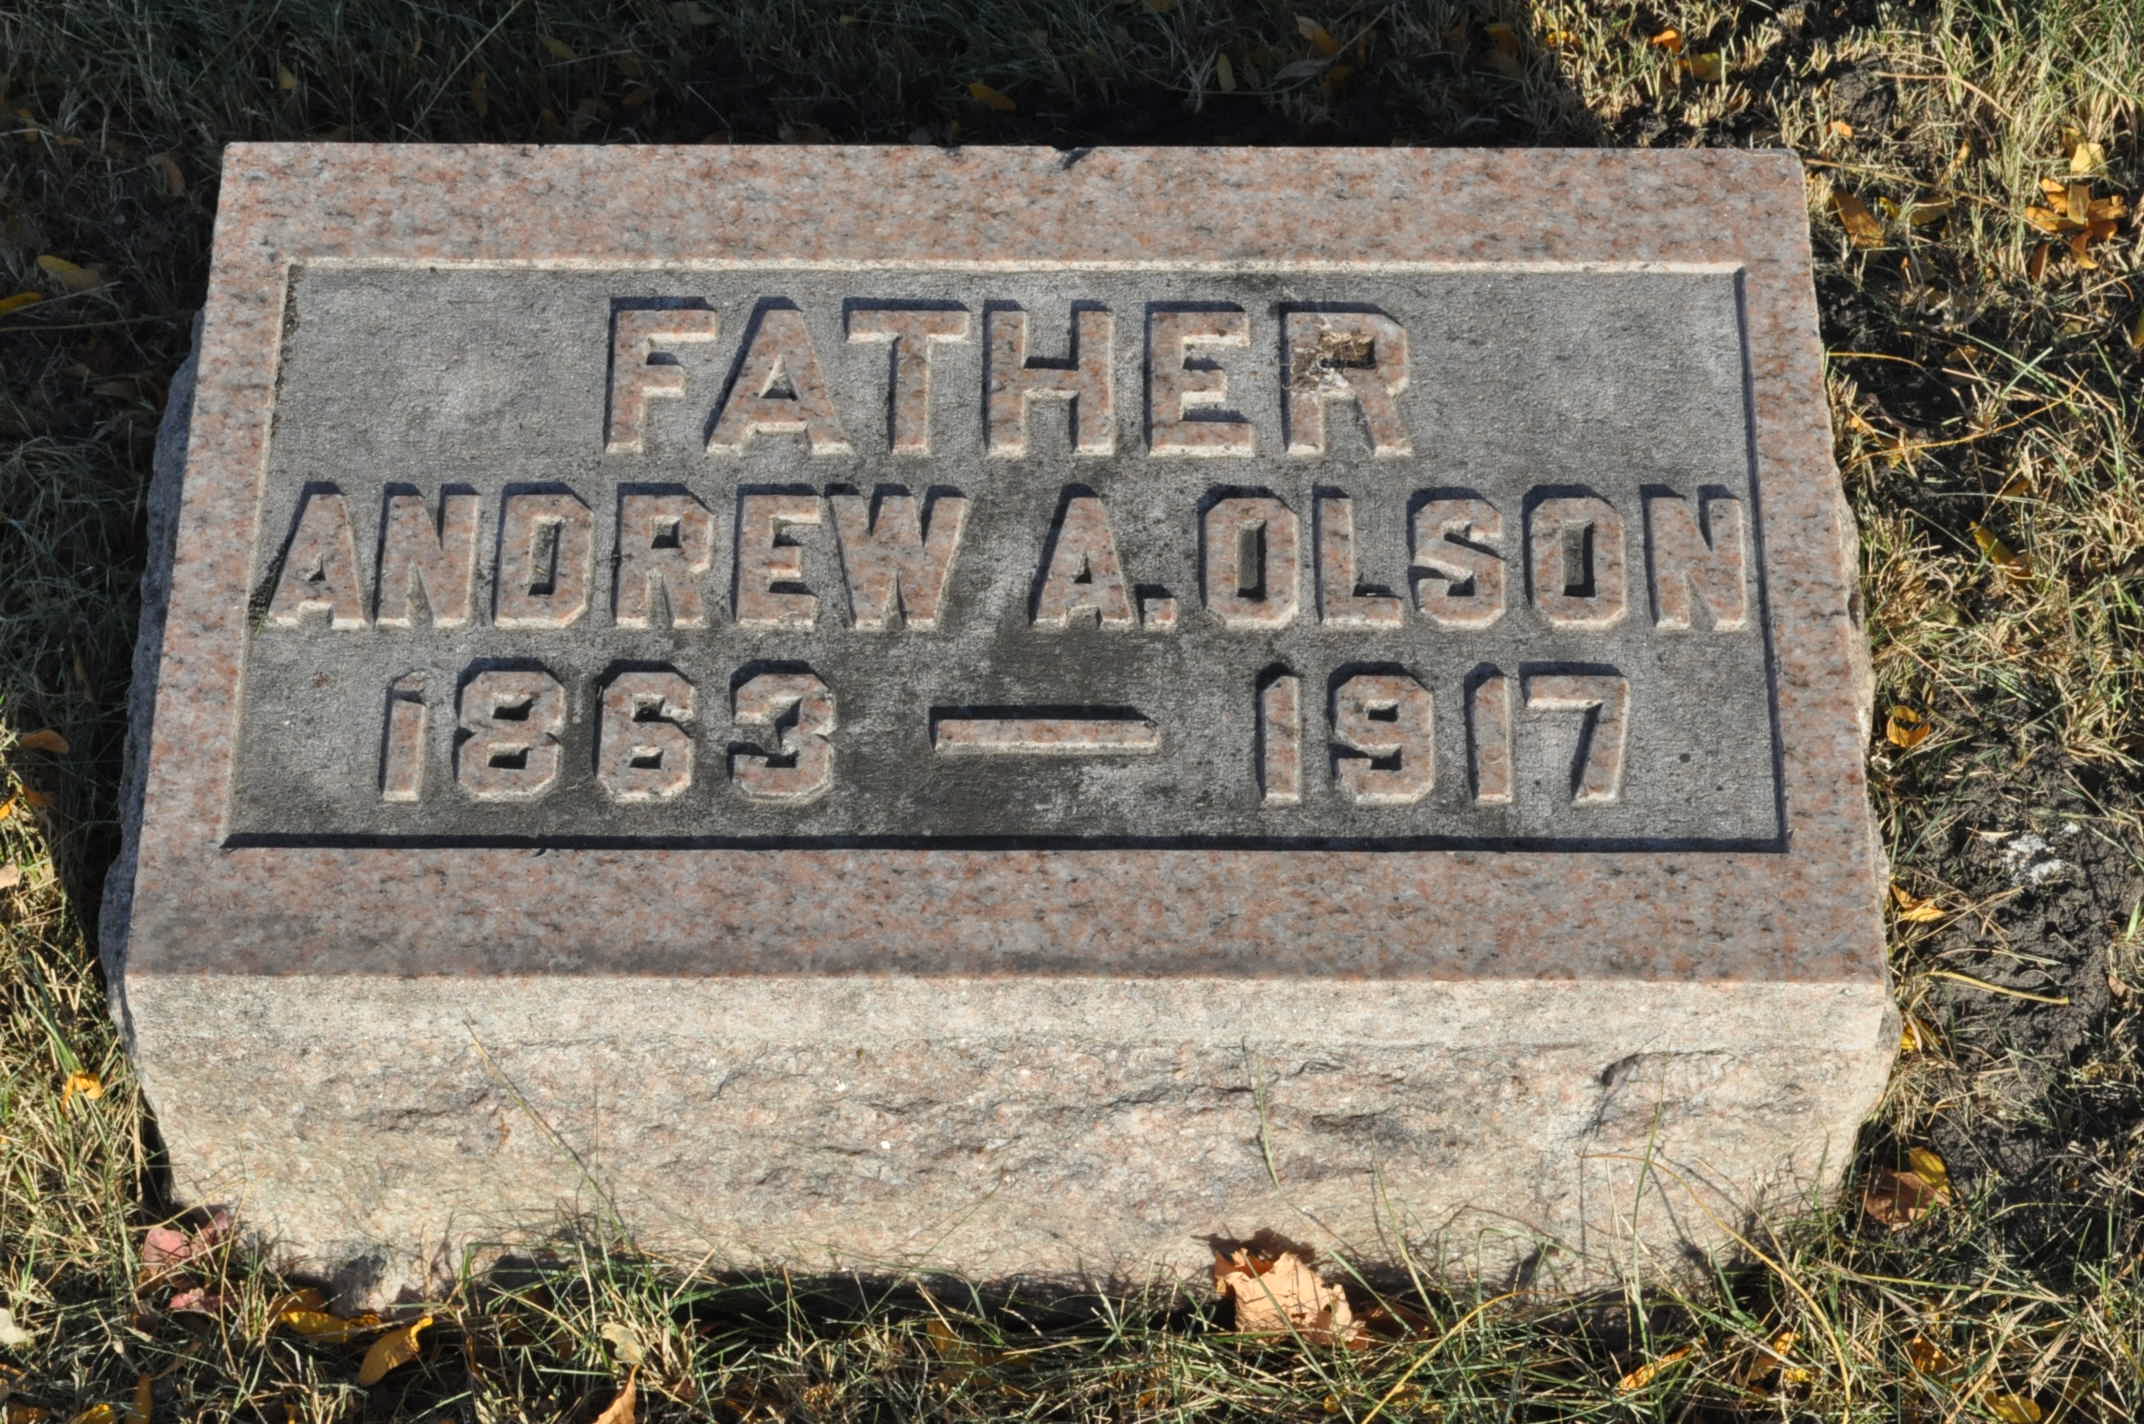 FATHER
ANDREW A. OLSON
1863 — 1917